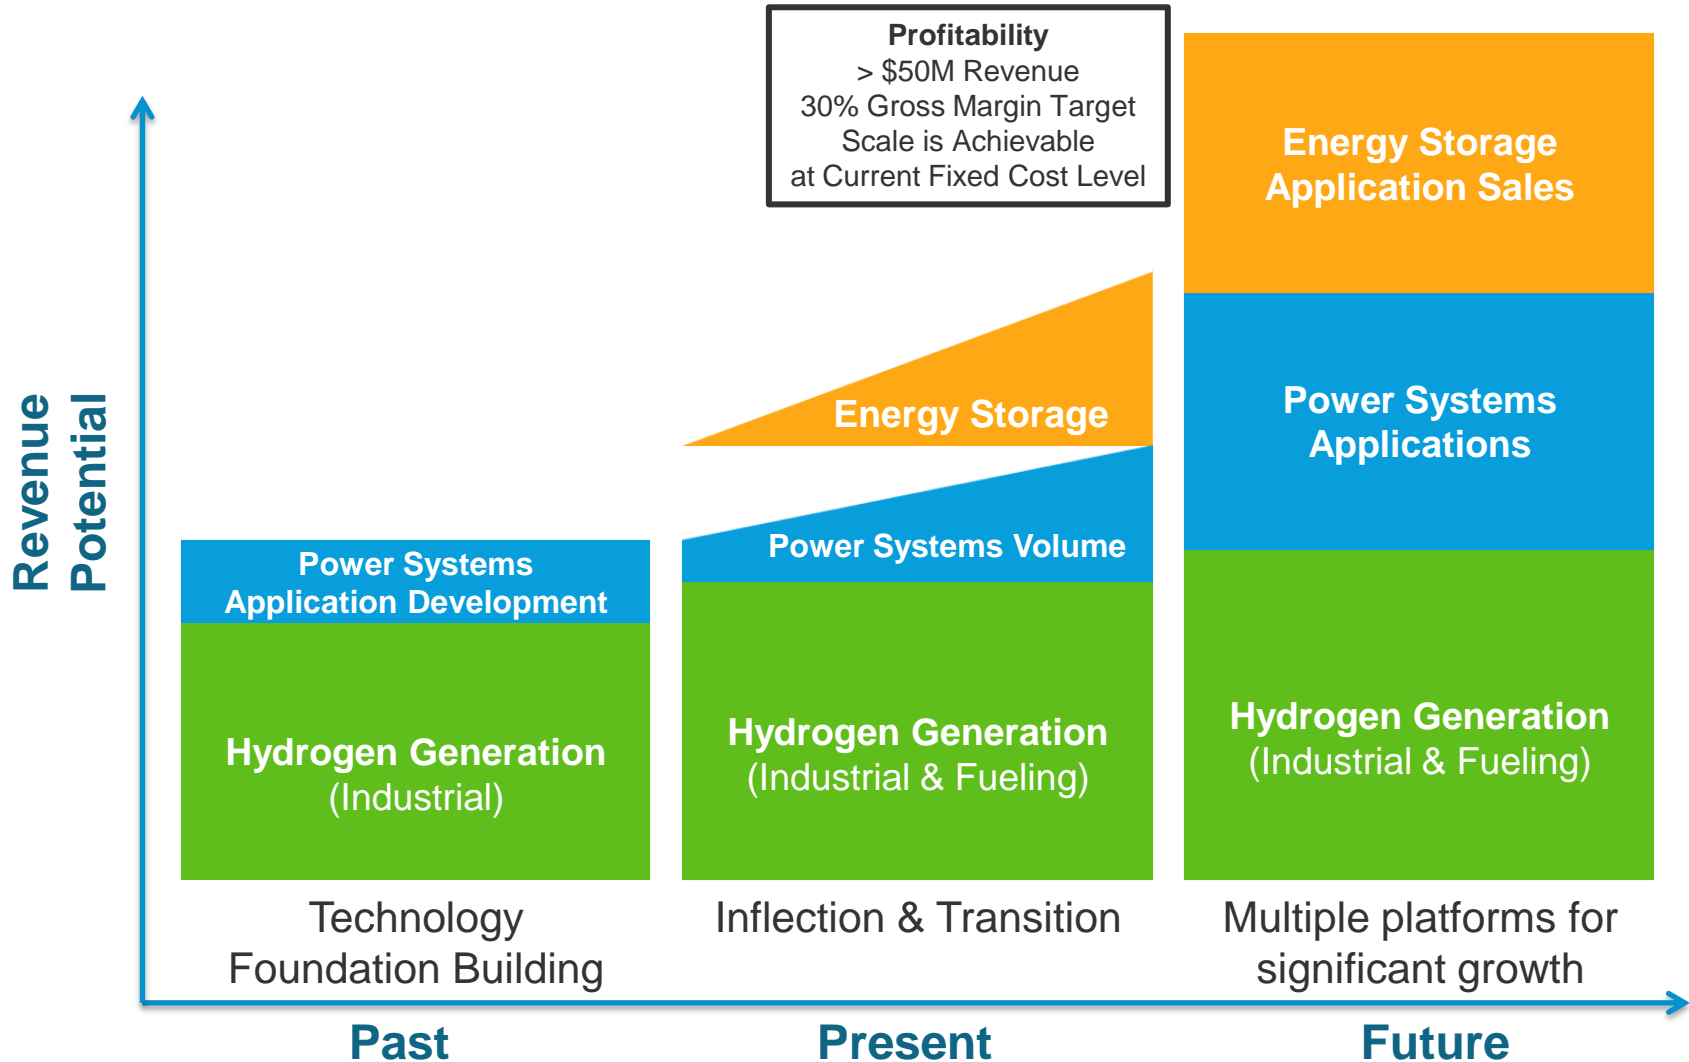 Profitability
> $50M Revenue
30% Gross Margin Target
Scale is Achievable
at Current Fixed Cost Level
Revenue
Potential
Power Systems
Application Development
Hydrogen Generation
(Industrial)
Technology
Foundation Building
Past
Energy Storage
Power Systems Volume
Hydrogen Generation
(Industrial & Fueling)
Inflection & Transition
Present
Energy Storage
Application Sales
Power Systems
Applications
Hydrogen Generation
(Industrial & Fueling)
Multiple platforms for
significant growth
Future